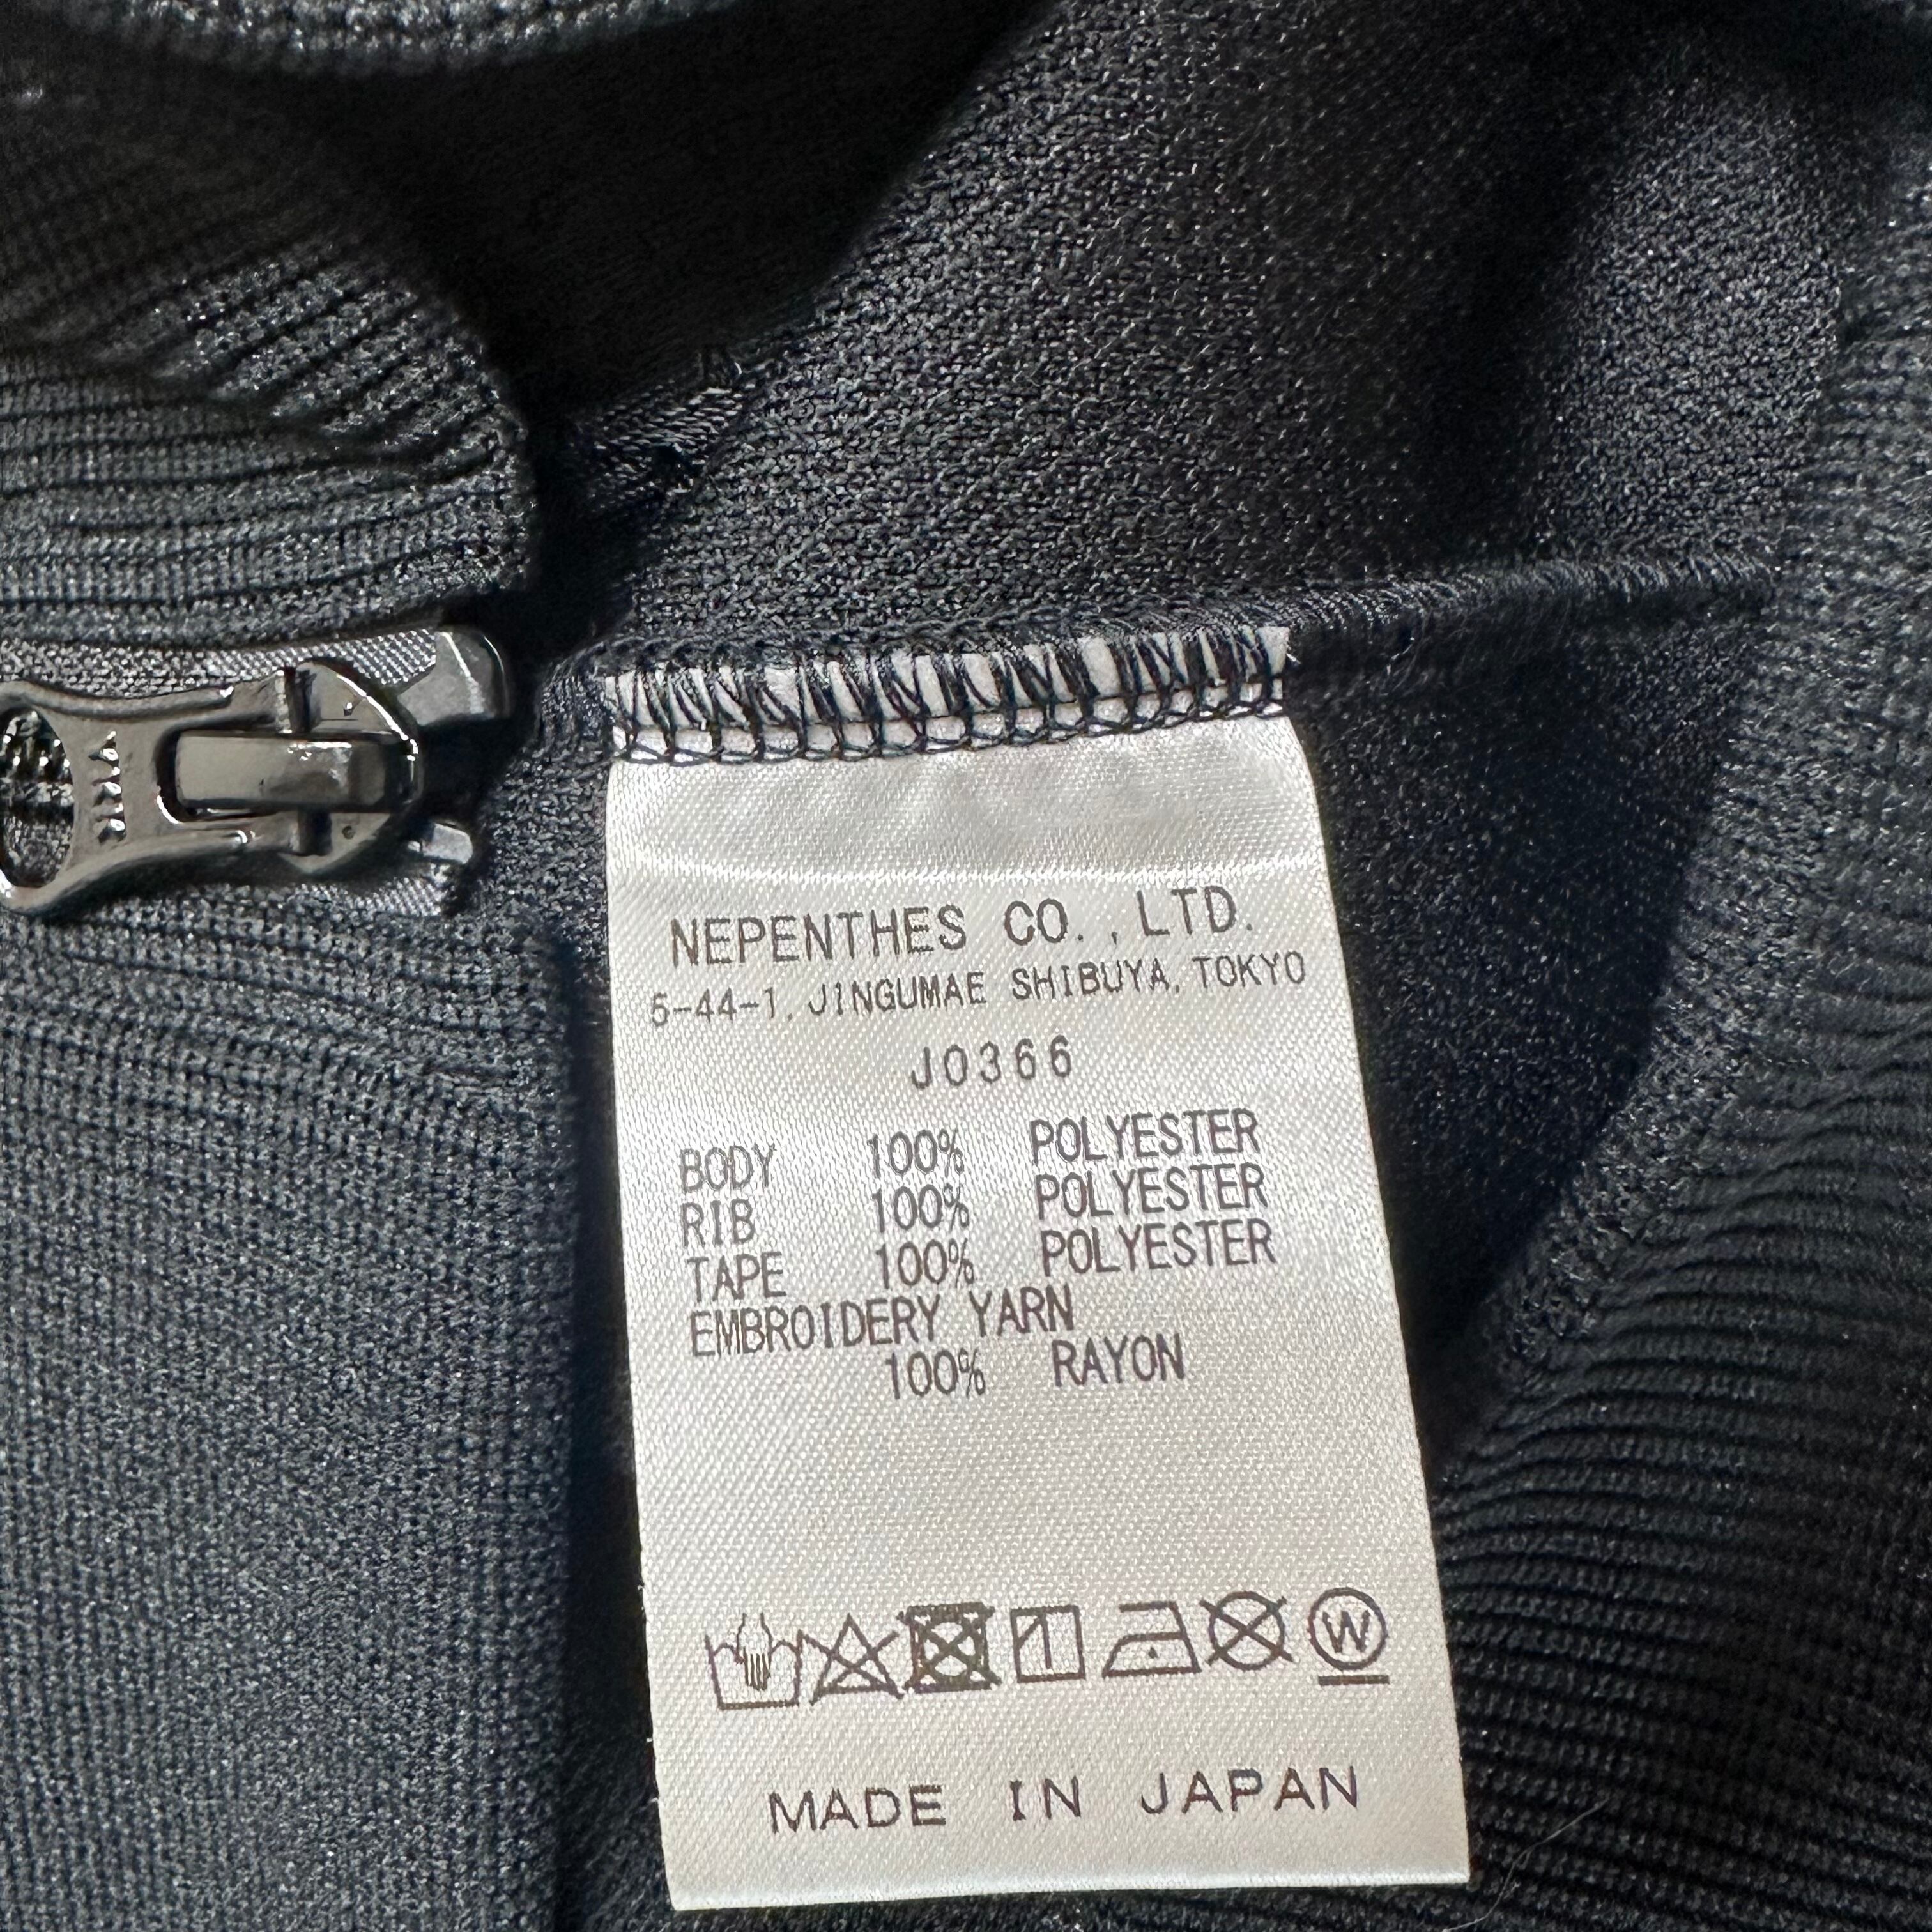 YKK
NEPENTHES CO., LTD.
5-44-1, JINGUMAE SHIBUYA, TOKYO
J0366
BODY 100% POLYESTER
RIB 100% POLYESTER
TAPE 100% POLYESTER
EMBROIDERY YARN
100% RAYON
W
MADE IN JAPAN